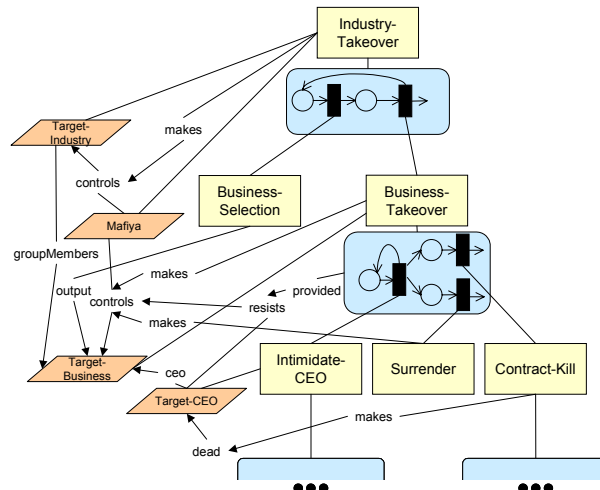 Industry-
Takeover
makes
Target-
Industry
controls
Business-
Selection
Business-
Takeover
Mafiya
groupMembers
makes
provided
output
controls
resists
makes
Target-
Business
ceo
Intimidate-
CEO
Surrender
Contract-Kill
Target-CEO
makes
dead